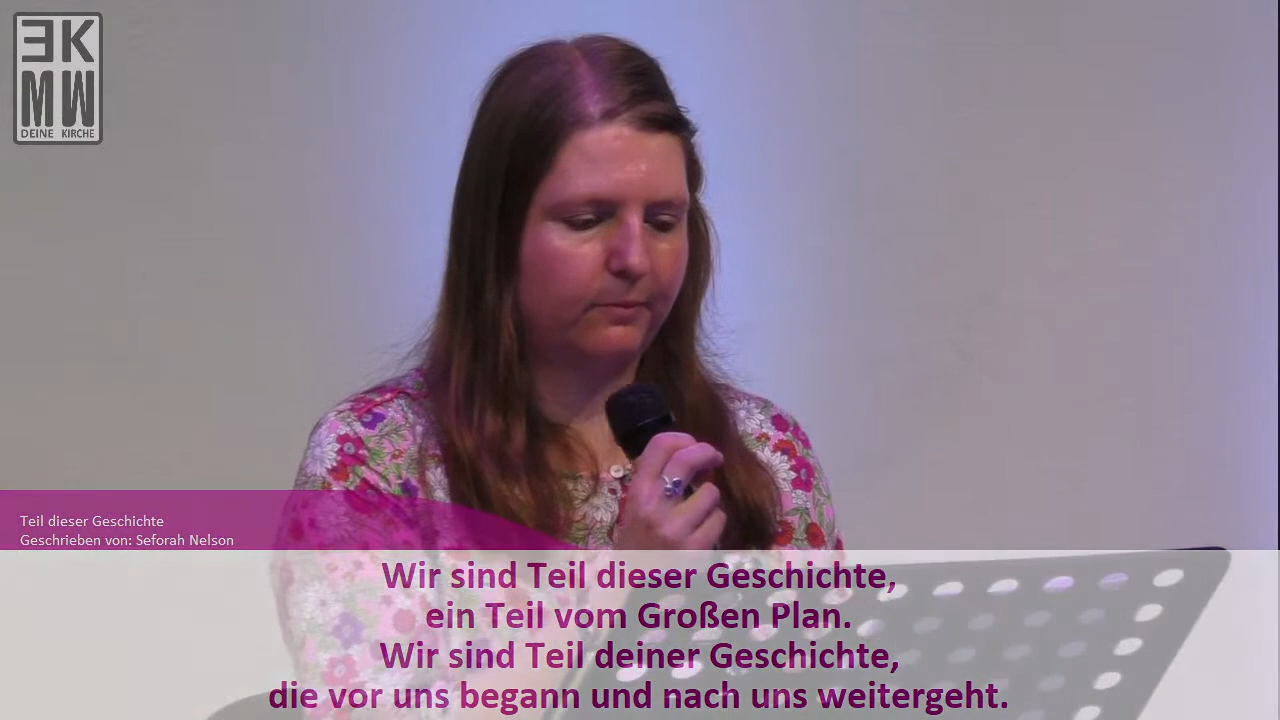 EK
MW
DEINE KIRCHE
Teil dieser Geschichte
Geschrieben von: Seforah Nelson
Wir sind Teil dieser Geschichte,
ein Teil vom Großen Plan.
Wir sind Teil deiner Geschichte,
die vor uns begann und nach uns weitergeht.